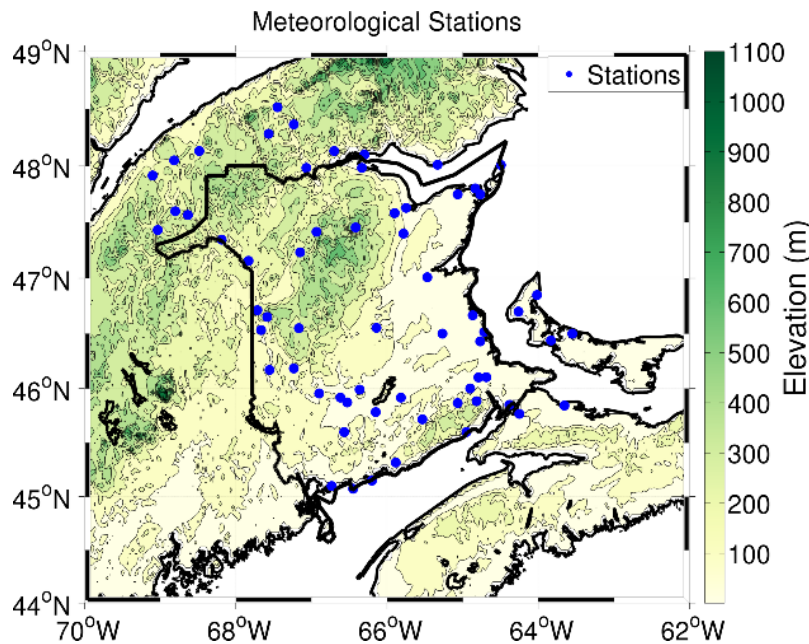 Meteorological Stations
Stations
49°N
48°N
47°N
46°N
45°N
44°N
70°W
68°W
66°W
64°W
62°W
1100
1000
900
800
700
600
500
400
300
200
100
Elevation (m)